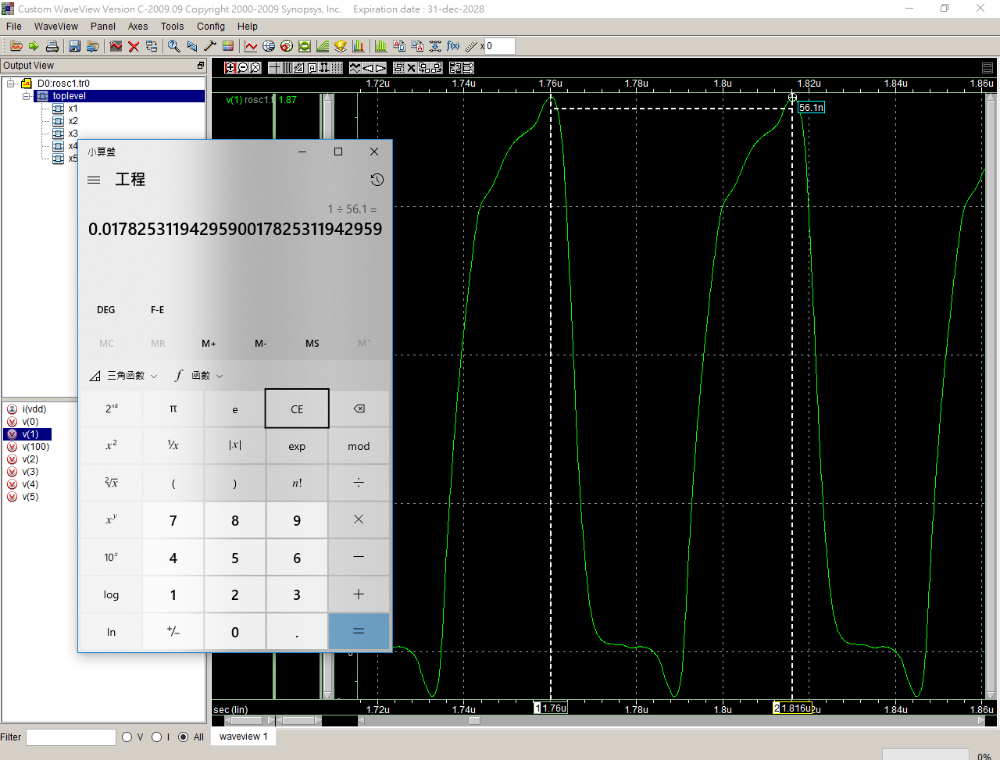 Custom WaveView Version C-2009.09 Copyright 2000-2009 Synopsys, Inc. Expiration date : 31-dec-2028
File WaveView Panel Axes Tools Config Help
f(x) x 0
Output View
D0:rosc1.tr0
toplevel
x1
x2
x3
x4
x5
i(vdd)
v(0)
v(1)
v(100)
v(2)
v(3)
v(4)
v(5)
Filter V I All
1.72u 1.74u 1.76u 1.78u 1.8u 1.82u 1.84u 1.86u
v(1) rosc1.t 1.87
56.1n
小算盤
工程
1 ÷ 56.1 =
0.0178253119429590017825311942959
DEG F-E
MC MR M+ M- MS M˅
三角函數 f 函數
2nd π e CE
x2 1/x |x| exp mod
2√x ( ) n! ÷
xy 7 8 9 ×
10x 4 5 6 −
log 1 2 3 +
ln +/− 0 . =
sec (lin) 1.72u 1.74u 1 1.76u 1.78u 1.8u 2 1.816u 1.84u 1.86u
waveview 1
0%